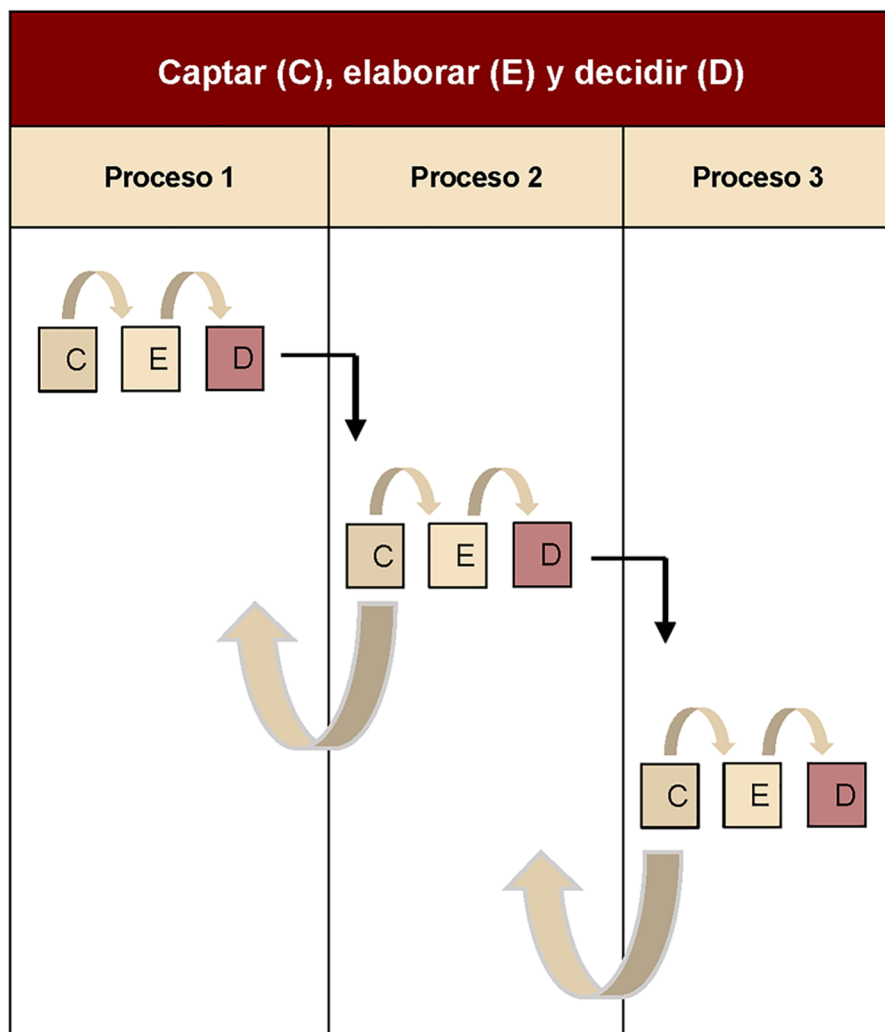 Captar (C), elaborar (E) y decidir (D)
Proceso 1 Proceso 2 Proceso 3
C E D
C E D
C E D